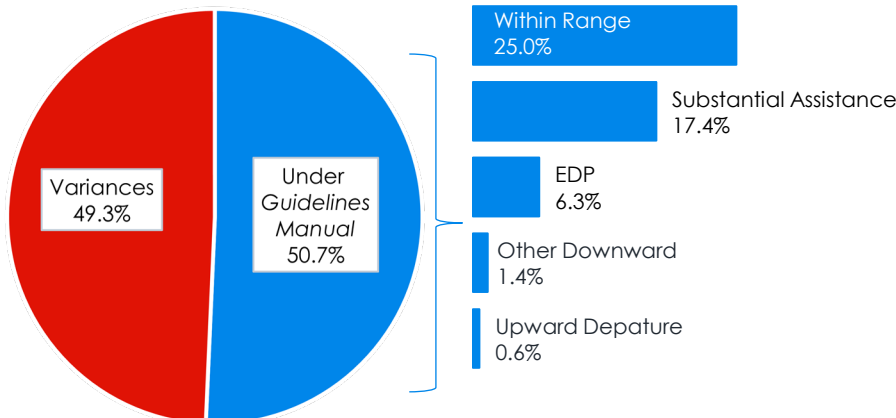 Variances
49.3%
Under
Guidelines
Manual
50.7%
Within Range
25.0%
Substantial Assistance
17.4%
EDP
6.3%
Other Downward
1.4%
Upward Depature
0.6%